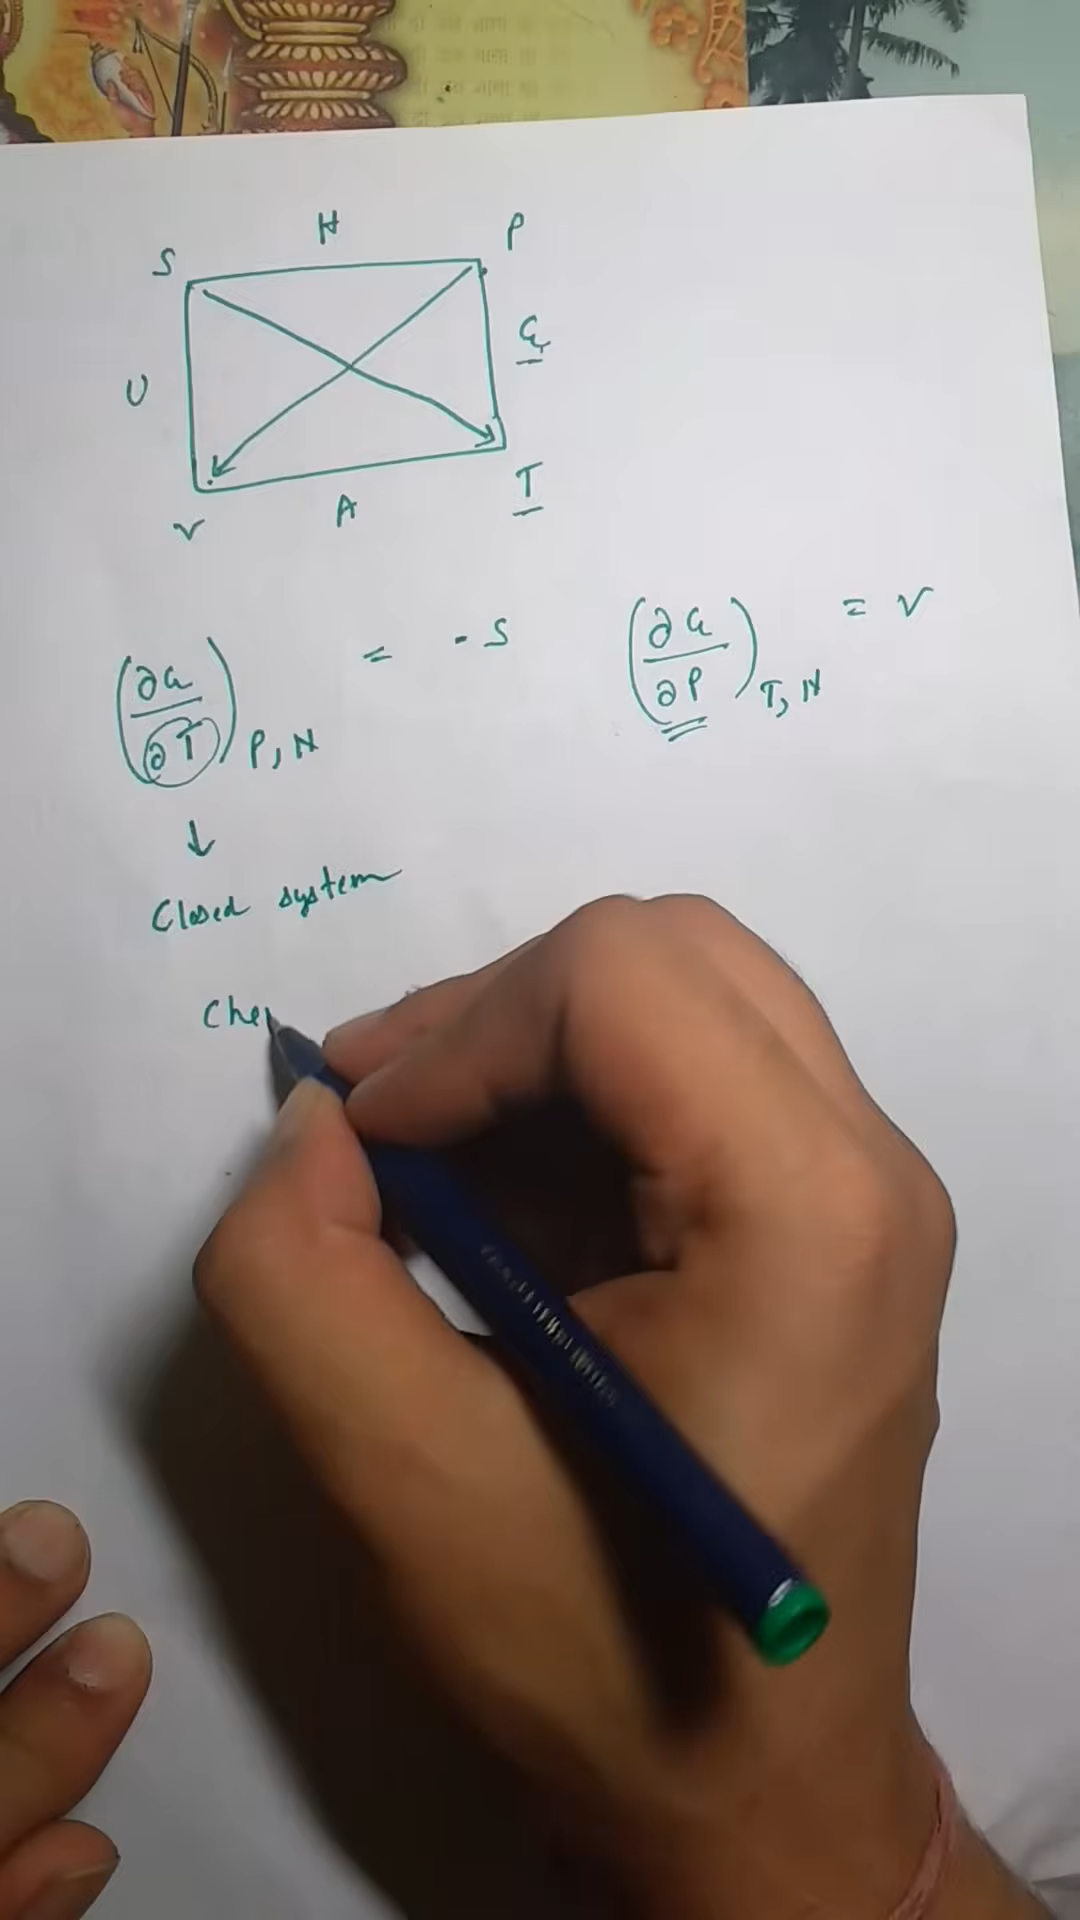 H
S P
G
U
T
V A
(∂G/∂T)P,N = -S (∂G/∂P)T,N = V
↓
Closed system
Che